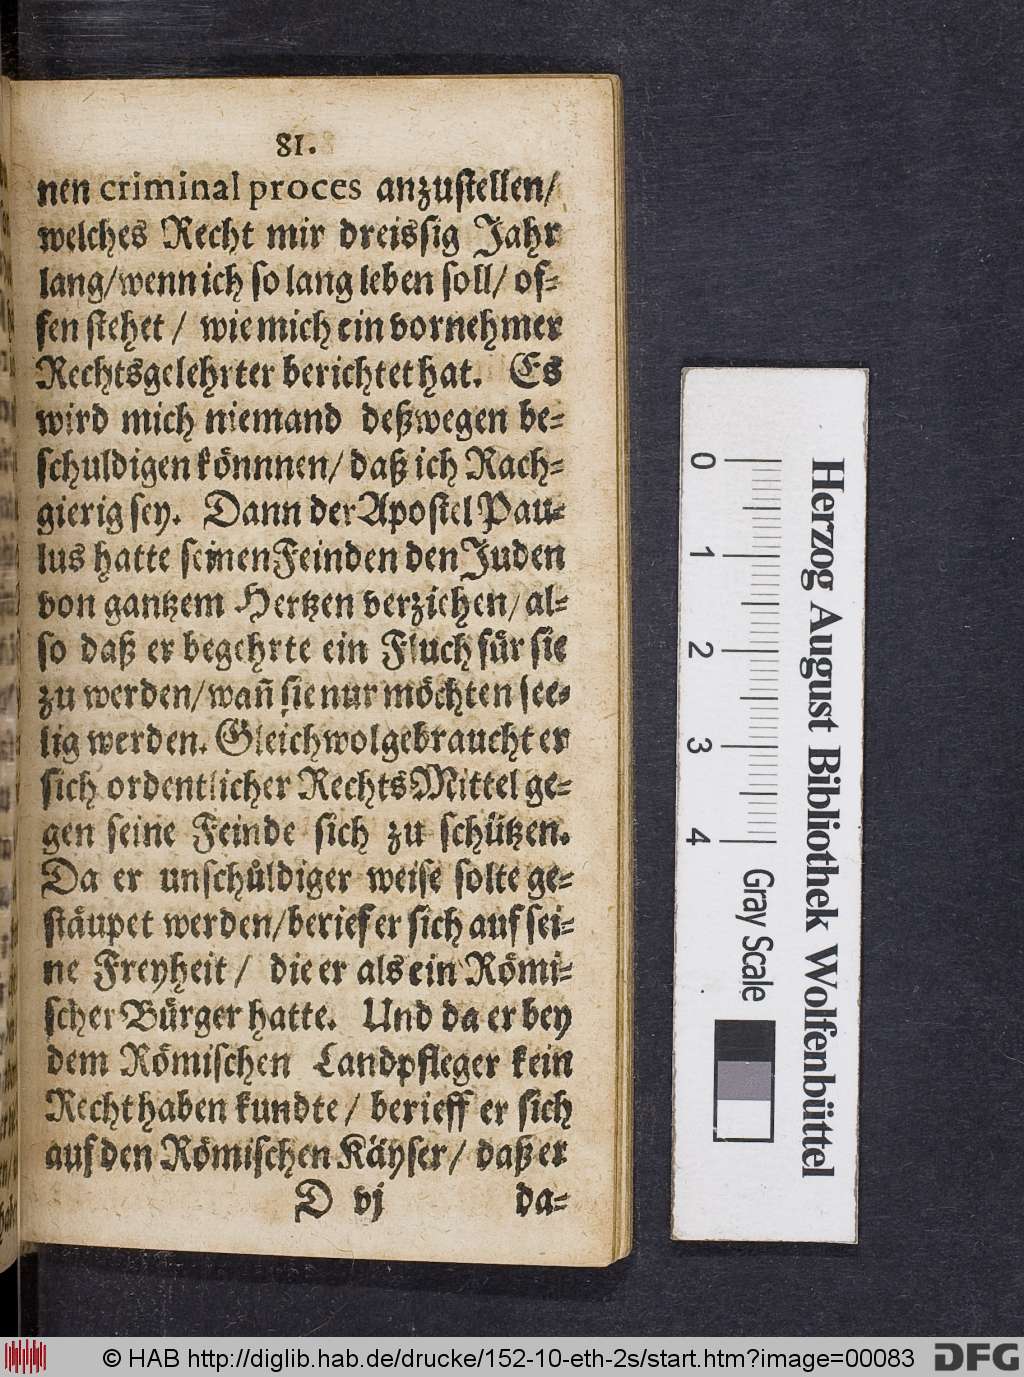 81.
nen criminal proces anzustellen/
welches Recht mir dreissig Jahr
lang/wenn ich so lang leben soll/ of⸗
fen stehet / wie mich ein vornehmer
Rechtsgelehrter berichtet hat. Es
wird mich niemand deßwegen be⸗
schuldigen könnnen/ daß ich Rach⸗
gierig sey. Dann der Apostel Pau⸗
lus hatte seinen Feinden den Juden
von gantzem Hertzen verziehen/ al⸗
so daß er begehrte ein Fluch für sie
zu werden/wañ sie nur möchten see⸗
lig werden. Gleichwol gebraucht er
sich ordentlicher Rechts Mittel ge⸗
gen seine Feinde sich zu schützen.
Da er unschüldiger weise solte ge⸗
stäupet werden/berief er sich auf sei⸗
ne Freyheit / die er als ein Römi⸗
scher Bürger hatte. Und da er bey
dem Römischen Landpfleger kein
Recht haben kundte / berieff er sich
auf den Römischen Käyser/ daß er
D vj da⸗
0 1 2 3 4
Gray Scale
Herzog August Bibliothek Wolfenbüttel
© HAB http://diglib.hab.de/drucke/152-10-eth-2s/start.htm?image=00083
DFG